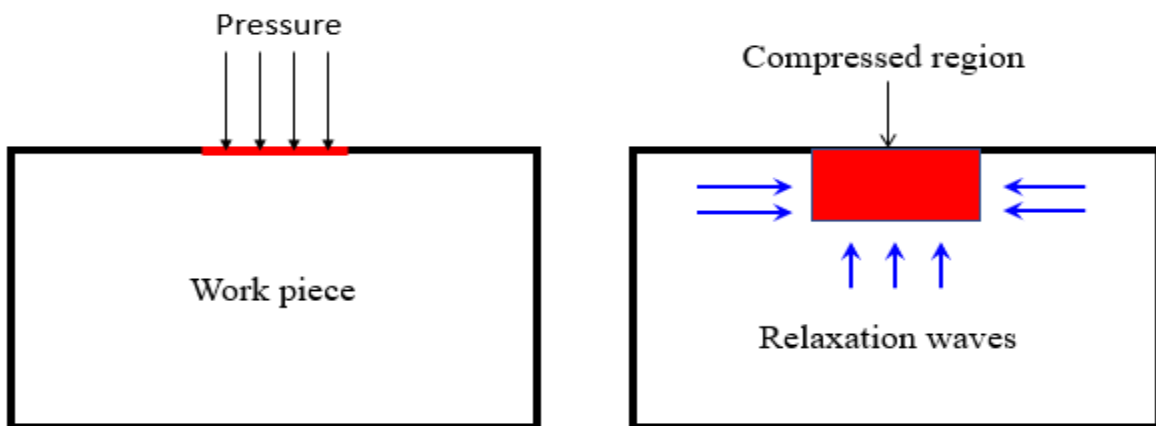 Pressure
Work piece
Compressed region
Relaxation waves